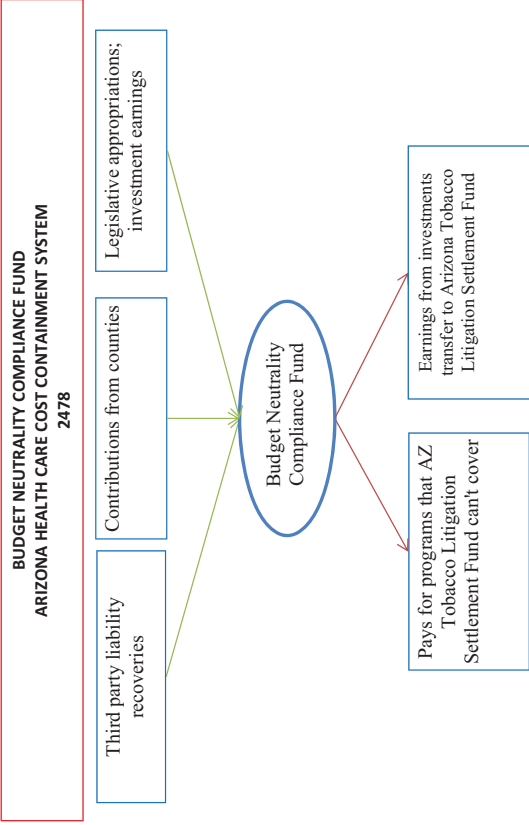 BUDGET NEUTRALITY COMPLIANCE FUND
ARIZONA HEALTH CARE COST CONTAINMENT SYSTEM
2478
Third party liability
recoveries
Contributions from counties
Legislative appropriations;
investment earnings
Budget Neutrality
Compliance Fund
Pays for programs that AZ
Tobacco Litigation
Settlement Fund can't cover
Earnings from investments
transfer to Arizona Tobacco
Litigation Settlement Fund